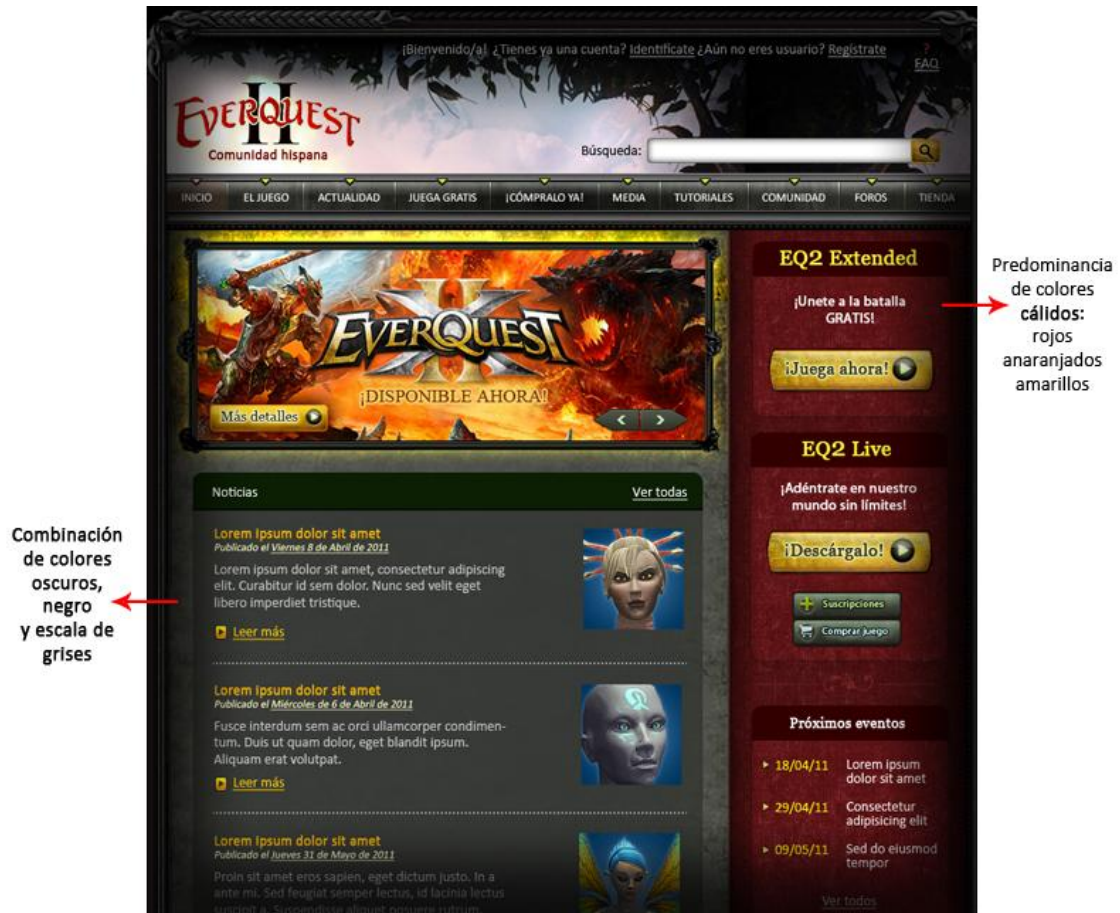 ¡Bienvenido/a! ¿Tienes ya una cuenta? Identifícate ¿Aún no eres usuario? Regístrate
?
FAQ
EVERQUEST
II
Comunidad hispana
Búsqueda:
INICIO EL JUEGO ACTUALIDAD JUEGA GRATIS ¡CÓMPRALO YA! MEDIA TUTORIALES COMUNIDAD FOROS TIENDA
EVERQUEST
II
¡DISPONIBLE AHORA!
Más detalles
Noticias Ver todas
Lorem ipsum dolor sit amet
Publicado el Viernes 8 de Abril de 2011
Lorem ipsum dolor sit amet, consectetur adipiscing
elit. Curabitur id sem dolor. Nunc sed velit eget
libero imperdiet tristique.
Leer más
Lorem ipsum dolor sit amet
Publicado el Miércoles de 6 de Abril de 2011
Fusce interdum sem ac orci ullamcorper condimen-
tum. Duis ut quam dolor, eget blandit ipsum.
Aliquam erat volutpat.
Leer más
Lorem ipsum dolor sit amet
Publicado el Jueves 31 de Mayo de 2011
Proin sit amet eros sapien, eget dictum justo. In a
ante mi. Sed feugiat semper lectus, id lacinia lectus
suscipit a. Suspendisse aliquet posuere rutrum.
EQ2 Extended
¡Unete a la batalla
GRATIS!
¡Juega ahora!
EQ2 Live
¡Adéntrate en nuestro
mundo sin límites!
¡Descárgalo!
Suscripciones
Comprar juego
Próximos eventos
18/04/11 Lorem ipsum
dolor sit amet
29/04/11 Consectetur
adipisicing elit
09/05/11 Sed do eiusmod
tempor
Ver todos
Predominancia
de colores
cálidos:
rojos
anaranjados
amarillos
Combinación
de colores
oscuros,
negro
y escala de
grises